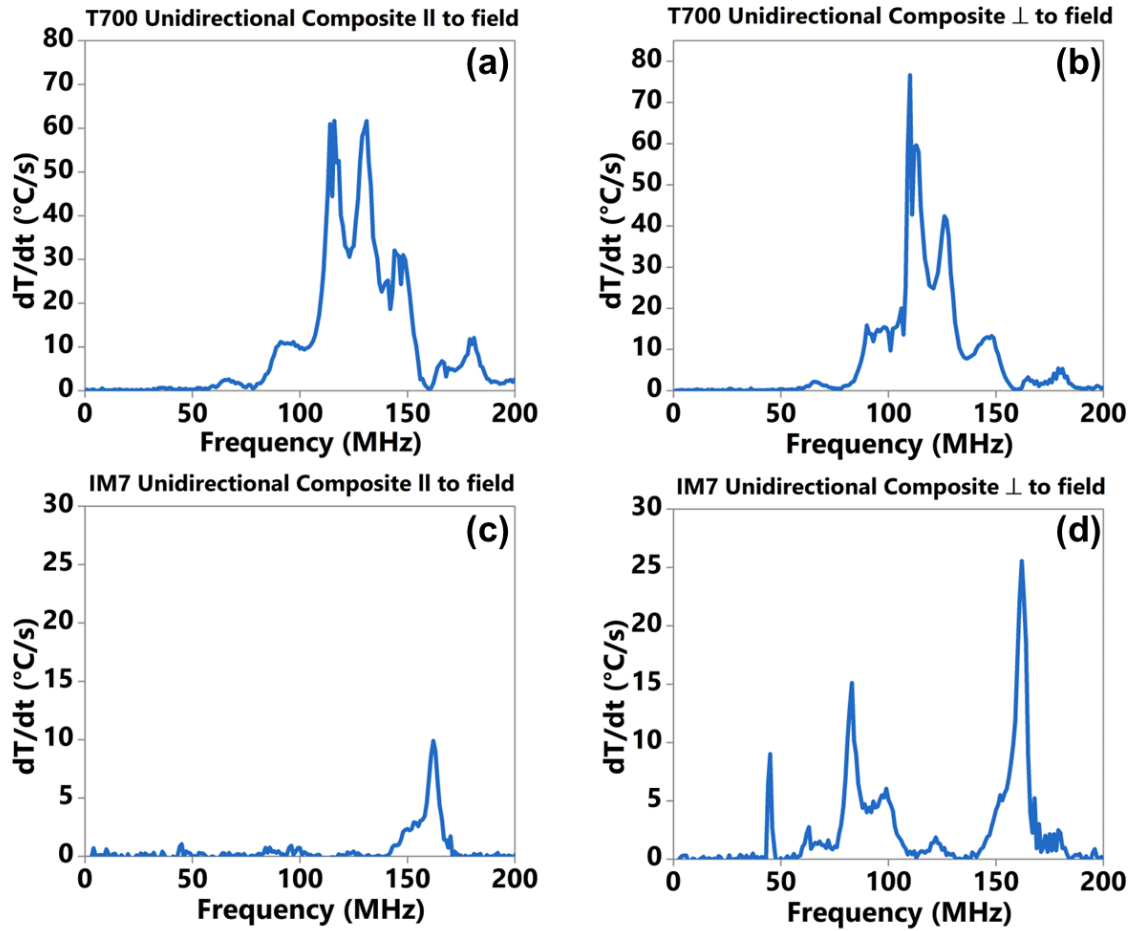 T700 Unidirectional Composite ll to field
(a)
80
70
60
50
40
30
20
10
0
dT/dt (°C/s)
0 50 100 150 200
Frequency (MHz)
T700 Unidirectional Composite ⊥ to field
(b)
80
70
60
50
40
30
20
10
0
dT/dt (°C/s)
0 50 100 150 200
Frequency (MHz)
IM7 Unidirectional Composite ll to field
(c)
30
25
20
15
10
5
0
dT/dt (°C/s)
0 50 100 150 200
Frequency (MHz)
IM7 Unidirectional Composite ⊥ to field
(d)
30
25
20
15
10
5
0
dT/dt (°C/s)
0 50 100 150 200
Frequency (MHz)